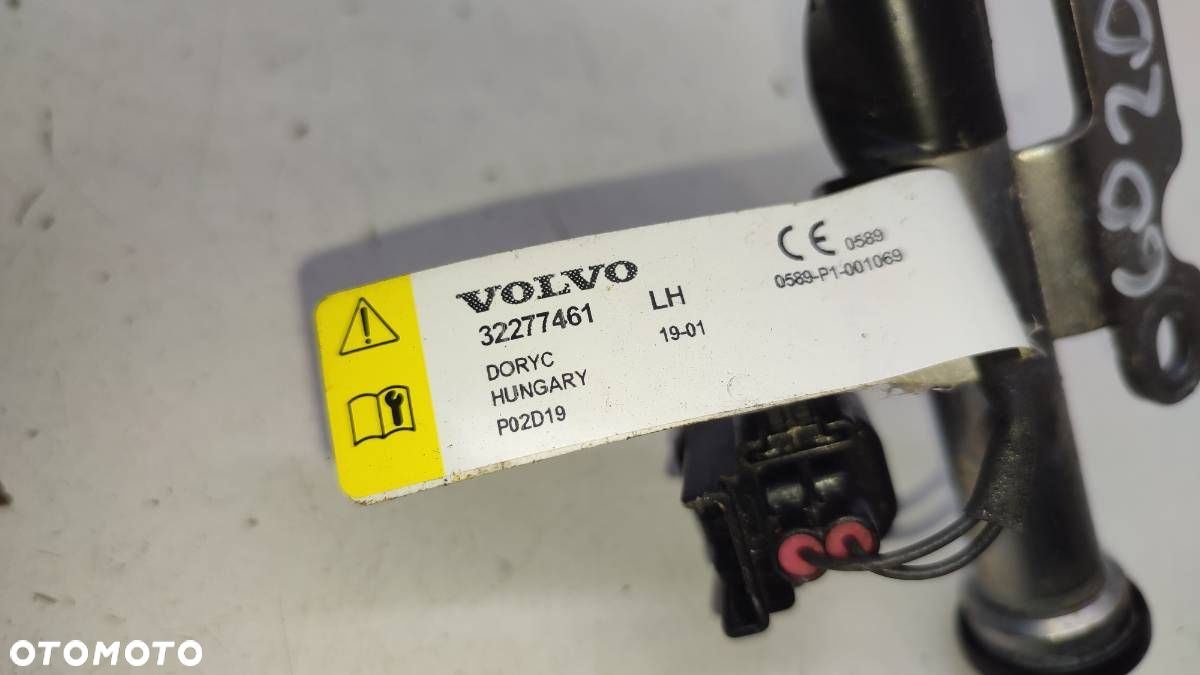 VOLVO
32277461 LH
DORYC 19-01
HUNGARY
P02D19
CE 0589
0589-P1-001069
OTOMOTO